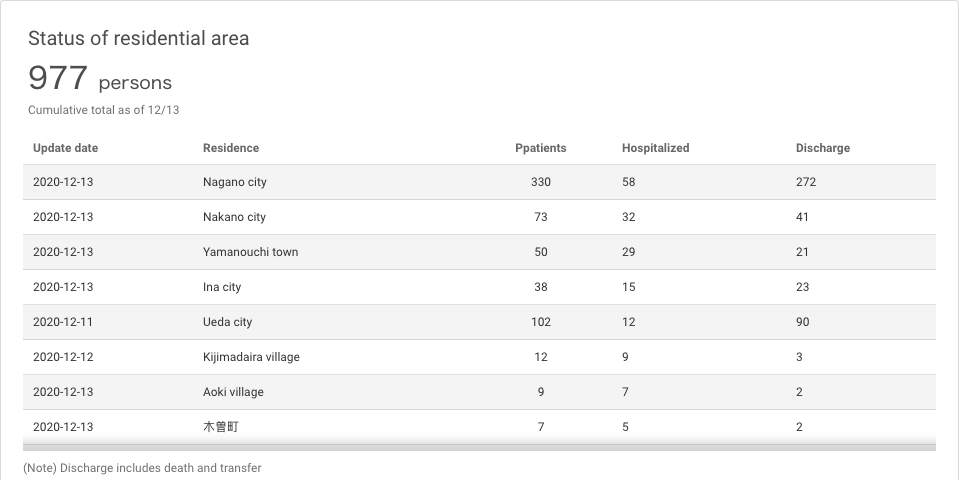 Status of residential area
977 persons
Cumulative total as of 12/13
Update date Residence Ppatients Hospitalized Discharge
2020-12-13 Nagano city 330 58 272
2020-12-13 Nakano city 73 32 41
2020-12-13 Yamanouchi town 50 29 21
2020-12-13 Ina city 38 15 23
2020-12-11 Ueda city 102 12 90
2020-12-12 Kijimadaira village 12 9 3
2020-12-13 Aoki village 9 7 2
2020-12-13 木曽町 7 5 2
(Note) Discharge includes death and transfer